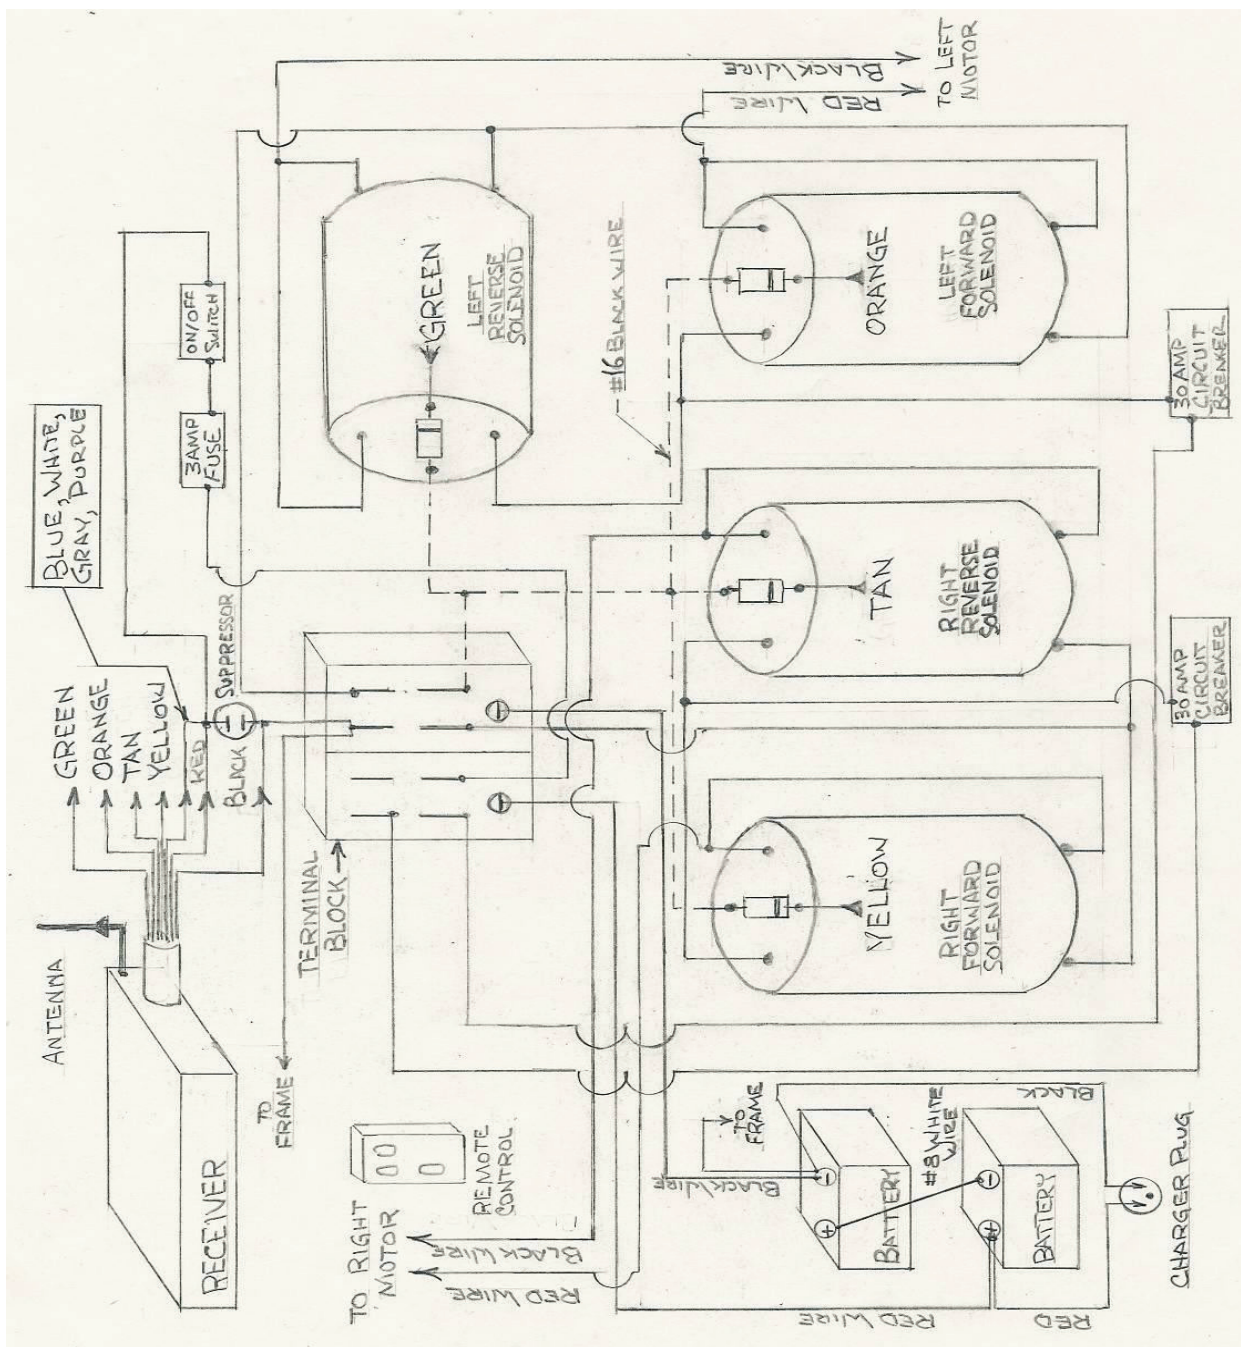 BLACK WIRE
RED WIRE
TO LEFT
MOTOR
ON/OFF
SWITCH
3AMP
FUSE
BLUE, WHITE,
GRAY, PURPLE
GREEN
LEFT
REVERSE
SOLENOID
#16 BLACK WIRE
ORANGE
LEFT
FORWARD
SOLENOID
30 AMP
CIRCUIT
BREAKER
GREEN
ORANGE
TAN
YELLOW
RED
BLACK
SUPPRESSOR
TAN
RIGHT
REVERSE
SOLENOID
30 AMP
CIRCUIT
BREAKER
ANTENNA
TERMINAL
BLOCK
YELLOW
RIGHT
FORWARD
SOLENOID
RECEIVER
TO
FRAME
REMOTE
CONTROL
TO RIGHT
MOTOR
BLACK WIRE
RED WIRE
BLACK WIRE
TO
FRAME
- +
BATTERY
#8 WHITE
WIRE
- +
BATTERY
BLACK
RED WIRE
RED
CHARGER PLUG